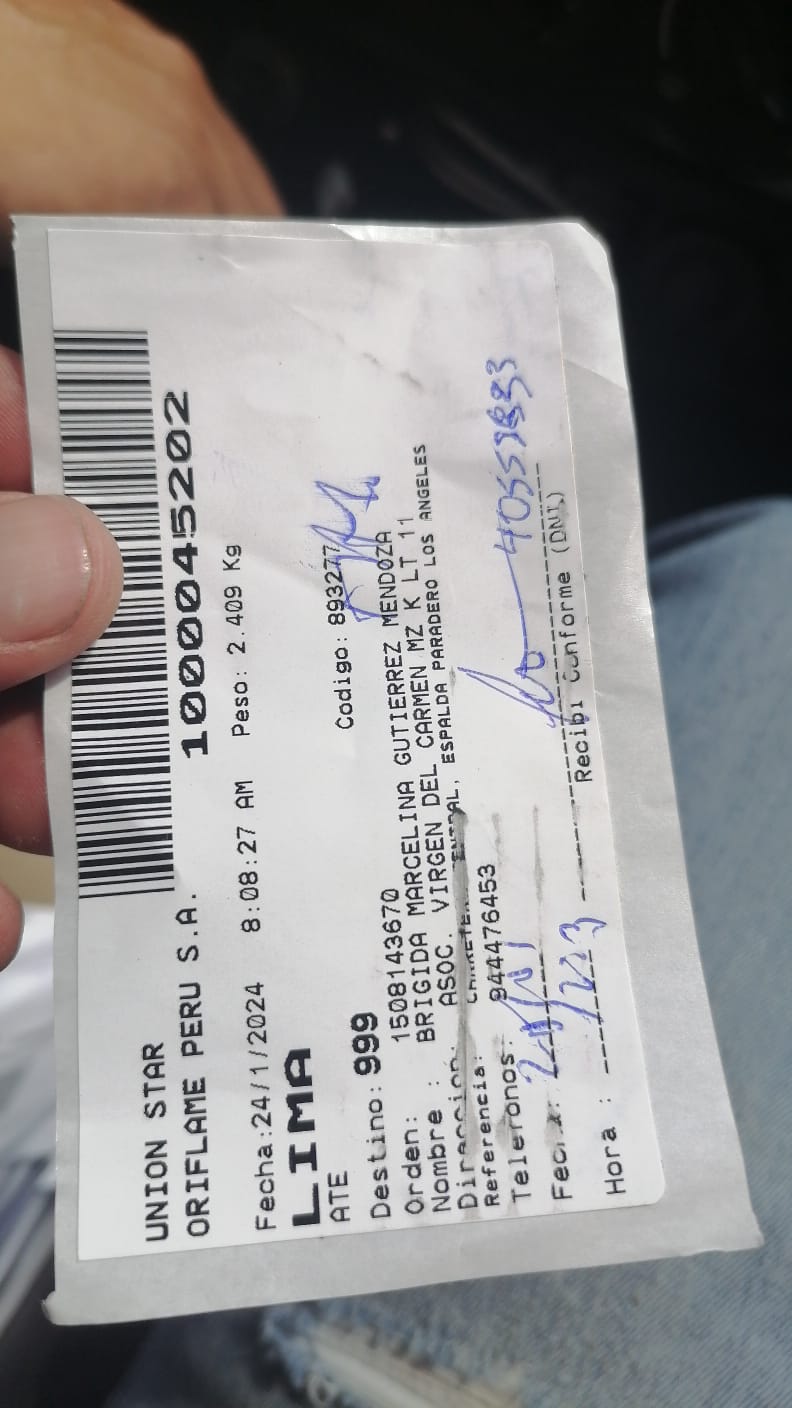 UNION STAR
ORIFLAME PERU S.A. 1000045202
Fecha:24/1/2024 8:08:27 AM Peso: 2.409 Kg
LIMA
ATE
Destino: 999 Codigo: 893277
Orden: 1508143670
Nombre : BRIGIDA MARCELINA GUTIERREZ MENDOZA
Direccion: ASOC. VIRGEN DEL CARMEN MZ K LT 11
Referencia: ESPALDA PARADERO LOS ANGELES
Telefonos: 944476453
Fecha:
Hora :
Recibi Conforme (DNI)